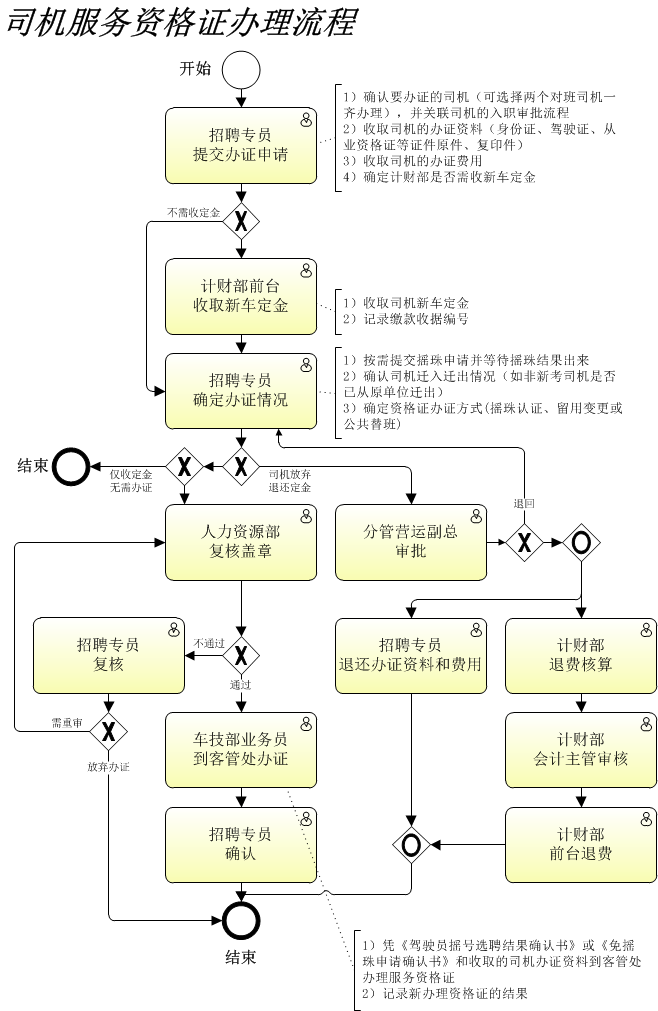 司机服务资格证办理流程
开始
招聘专员
提交办证申请
1）确认要办证的司机（可选择两个对班司机一
齐办理），并关联司机的入职审批流程
2）收取司机的办证资料（身份证、驾驶证、从
业资格证等证件原件、复印件）
3）收取司机的办证费用
4）确定计财部是否需收新车定金
不需收定金
计财部前台
收取新车定金
1）收取司机新车定金
2）记录缴款收据编号
招聘专员
确定办证情况
1）按需提交摇珠申请并等待摇珠结果出来
2）确认司机迁入迁出情况（如非新考司机是否
已从原单位迁出）
3）确定资格证办证方式(摇珠认证、留用变更或
公共替班)
结束
仅收定金
无需办证
司机放弃
退还定金
退回
人力资源部
复核盖章
分管营运副总
审批
招聘专员
复核
不通过
通过
招聘专员
退还办证资料和费用
计财部
退费核算
需重审
放弃办证
车技部业务员
到客管处办证
计财部
会计主管审核
招聘专员
确认
计财部
前台退费
结束
1）凭《驾驶员摇号选聘结果确认书》或《免摇
珠申请确认书》和收取的司机办证资料到客管处
办理服务资格证
2）记录新办理资格证的结果